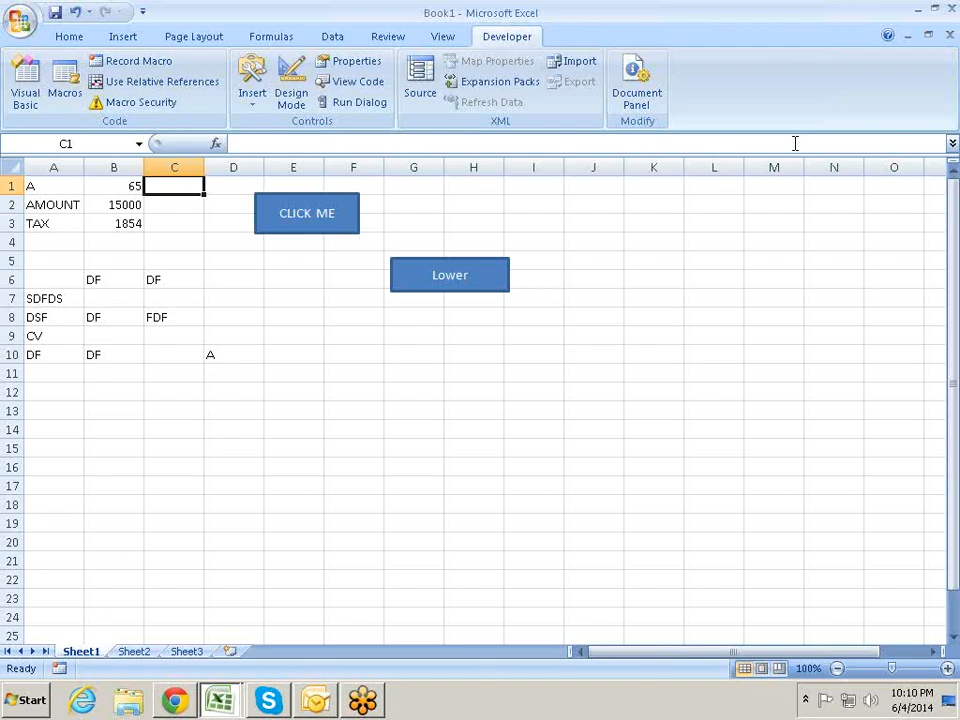 Book1 - Microsoft Excel
Home Insert Page Layout Formulas Data Review View Developer
Visual Basic
Macros
Record Macro
Use Relative References
Macro Security
Code
Insert
Design Mode
Properties
View Code
Run Dialog
Controls
Source
Map Properties
Expansion Packs
Refresh Data
Import
Export
XML
Document Panel
Modify
C1
fx
A B C D E F G H I J K L M N O
1 A 65
2 AMOUNT 15000
CLICK ME
3 TAX 1854
4
5
Lower
6 DF DF
7 SDFDS
8 DSF DF FDF
9 CV
10 DF DF A
11
12
13
14
15
16
17
18
19
20
21
22
23
24
25
Sheet1 Sheet2 Sheet3
Ready 100%
Start
10:10 PM
6/4/2014